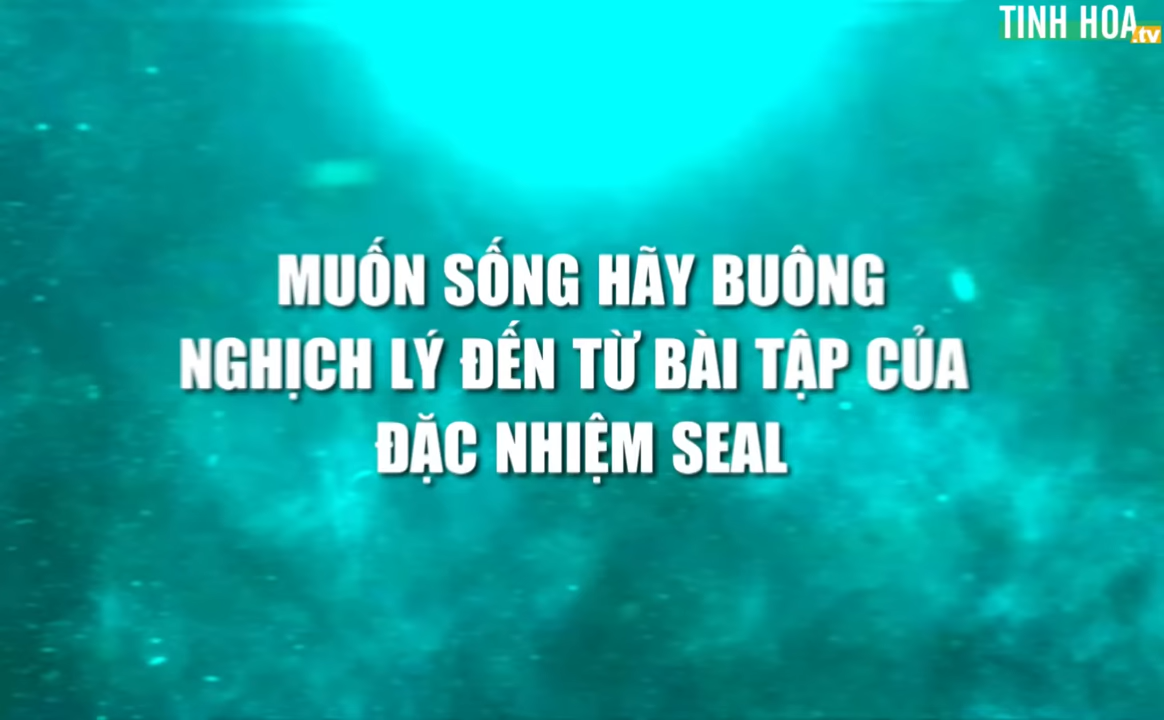 TINH HOA.tv
MUỐN SỐNG HÃY BUÔNG
NGHỊCH LÝ ĐẾN TỪ BÀI TẬP CỦA
ĐẶC NHIỆM SEAL